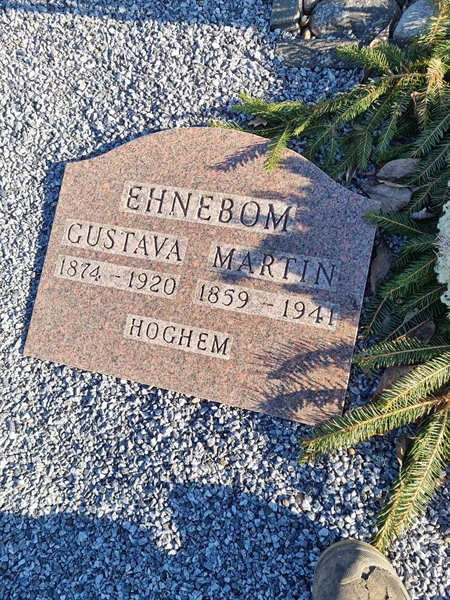 EHNEBOM
GUSTAVA MARTIN
1874 - 1920 1859 - 1941
HOGHEM